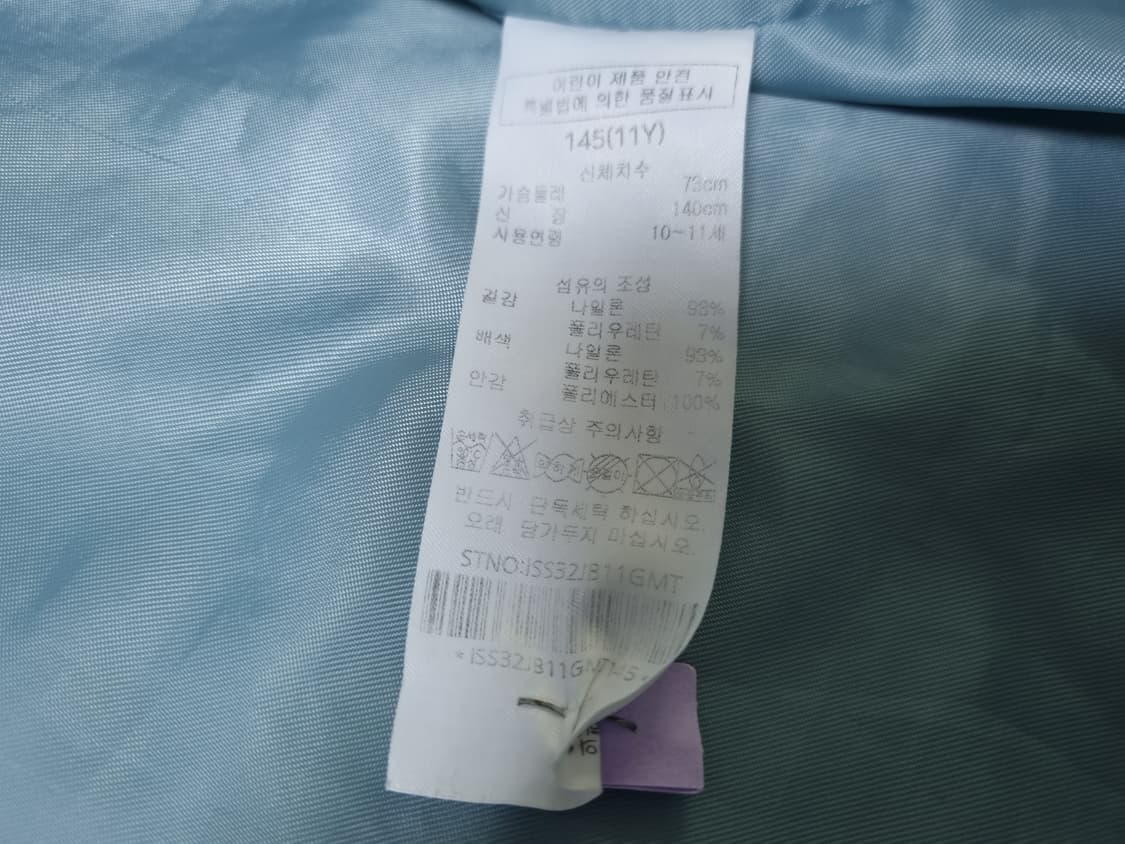 어린이 제품 안전
특별법에 의한 품질표시
145(11Y)
신체치수
가슴둘레 73cm
신 장 140cm
사용연령 10~11세
섬유의 조성
겉감 나일론 93%
폴리우레탄 7%
배색 나일론 93%
폴리우레탄 7%
안감 폴리에스터 100%
취급상 주의사항
약하게
반드시 단독세탁 하십시오.
오래 담가두지 마십시오.
STNO:ISS32JB11GMT
*ISS32JB11GMT145*